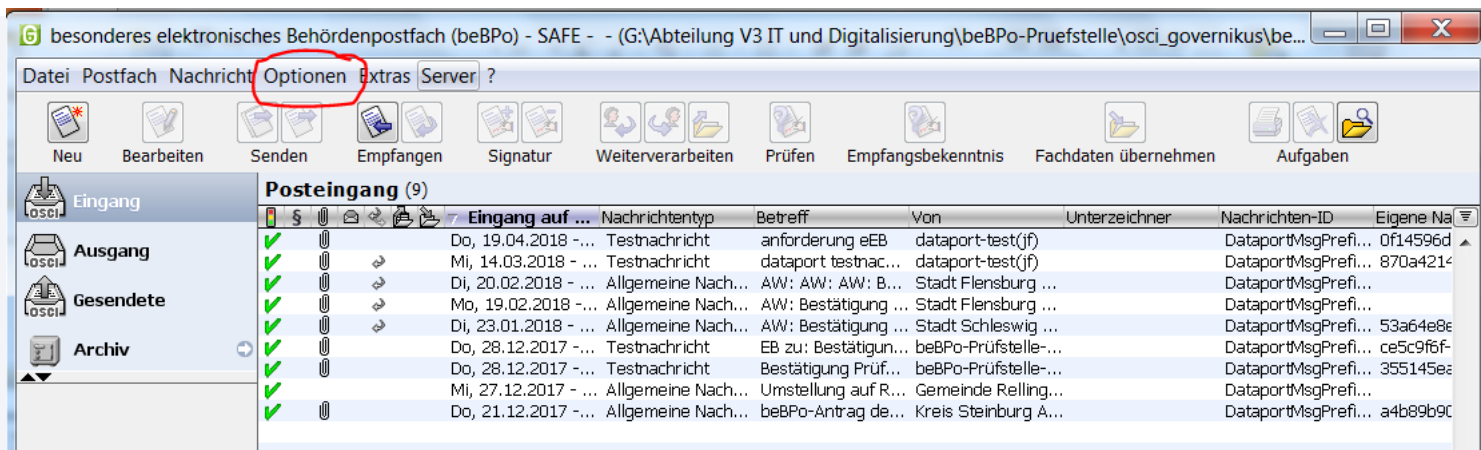 besonderes elektronisches Behördenpostfach (beBPo) - SAFE - - (G:\Abteilung V3 IT und Digitalisierung\beBPo-Pruefstelle\osci_governikus\be...
Datei Postfach Nachricht Optionen Extras Server ?
Neu Bearbeiten Senden Empfangen Signatur Weiterverarbeiten Prüfen Empfangsbekenntnis Fachdaten übernehmen Aufgaben
osci Eingang
osci Ausgang
osci Gesendete
Archiv
Posteingang (9)
§ Eingang auf ... Nachrichtentyp Betreff Von Unterzeichner Nachrichten-ID Eigene Na
Do, 19.04.2018 -... Testnachricht anforderung eEB dataport-test(jf) DataportMsgPrefi... 0f14596d
Mi, 14.03.2018 - ... Testnachricht dataport testnac... dataport-test(jf) DataportMsgPrefi... 870a4214
Di, 20.02.2018 - ... Allgemeine Nach... AW: AW: AW: B... Stadt Flensburg ... DataportMsgPrefi...
Mo, 19.02.2018 -... Allgemeine Nach... AW: Bestätigung ... Stadt Flensburg ... DataportMsgPrefi...
Di, 23.01.2018 - ... Allgemeine Nach... AW: Bestätigung ... Stadt Schleswig ... DataportMsgPrefi... 53a64e8e
Do, 28.12.2017 -... Testnachricht EB zu: Bestätigun... beBPo-Prüfstelle-... DataportMsgPrefi... ce5c9f6f-
Do, 28.12.2017 -... Testnachricht Bestätigung Prüf... beBPo-Prüfstelle-... DataportMsgPrefi... 355145ea
Mi, 27.12.2017 -... Allgemeine Nach... Umstellung auf R... Gemeinde Relling... DataportMsgPrefi...
Do, 21.12.2017 -... Allgemeine Nach... beBPo-Antrag de... Kreis Steinburg A... DataportMsgPrefi... a4b89b90